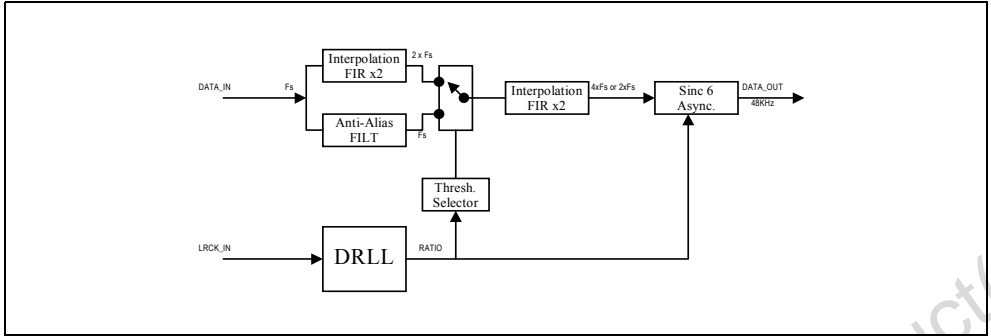 Interpolation
FIR x2
2 x Fs
DATA_IN
Fs
Anti-Alias
FILT
Fs
Interpolation
FIR x2
4xFs or 2xFs
Sinc 6
Async.
DATA_OUT
48KHz
Thresh.
Selector
LRCK_IN
DRLL
RATIO